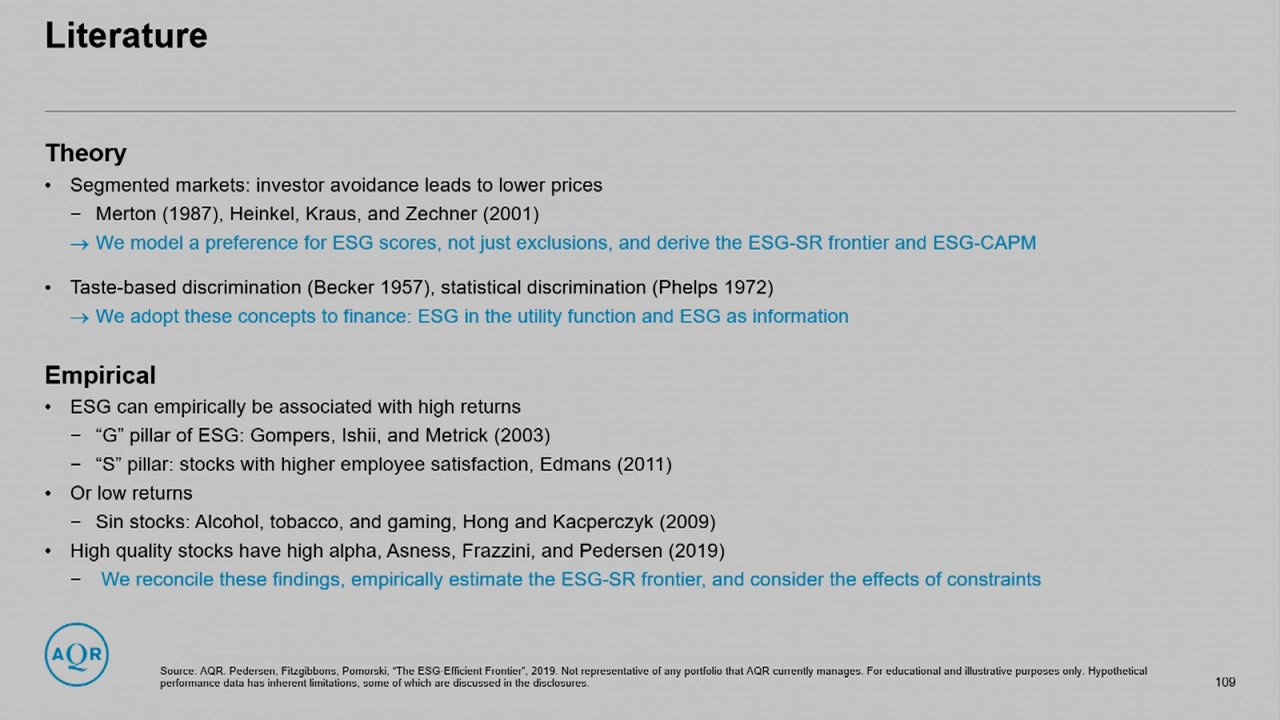 Literature
Theory
• Segmented markets: investor avoidance leads to lower prices
− Merton (1987), Heinkel, Kraus, and Zechner (2001)
→ We model a preference for ESG scores, not just exclusions, and derive the ESG-SR frontier and ESG-CAPM
• Taste-based discrimination (Becker 1957), statistical discrimination (Phelps 1972)
→ We adopt these concepts to finance: ESG in the utility function and ESG as information
Empirical
• ESG can empirically be associated with high returns
− “G” pillar of ESG: Gompers, Ishii, and Metrick (2003)
− “S” pillar: stocks with higher employee satisfaction, Edmans (2011)
• Or low returns
− Sin stocks: Alcohol, tobacco, and gaming, Hong and Kacperczyk (2009)
• High quality stocks have high alpha, Asness, Frazzini, and Pedersen (2019)
− We reconcile these findings, empirically estimate the ESG-SR frontier, and consider the effects of constraints
AQR
Source. AQR. Pedersen, Fitzgibbons, Pomorski, “The ESG-Efficient Frontier”, 2019. Not representative of any portfolio that AQR currently manages. For educational and illustrative purposes only. Hypothetical
performance data has inherent limitations, some of which are discussed in the disclosures.
109